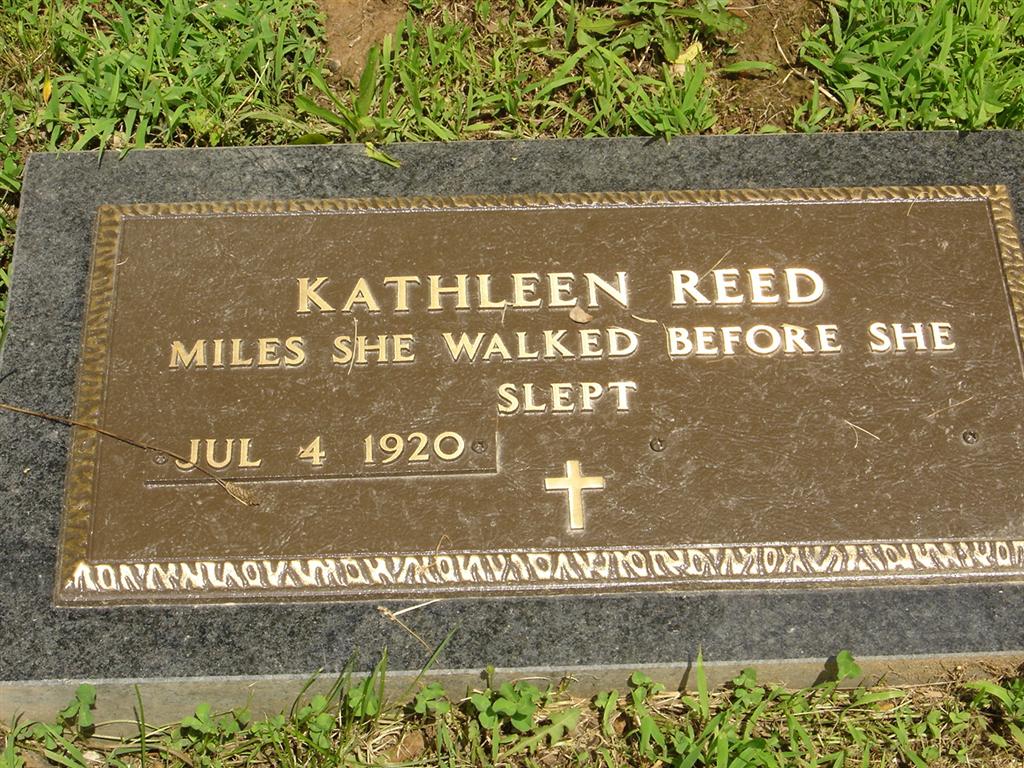 KATHLEEN REED
MILES SHE WALKED BEFORE SHE
SLEPT
JUL 4 1920